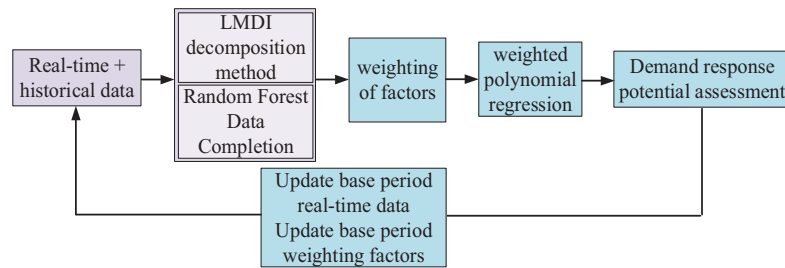 Real-time +
historical data
LMDI
decomposition
method
Random Forest
Data
Completion
weighting
of factors
weighted
polynomial
regression
Demand response
potential assessment
Update base period
real-time data
Update base period
weighting factors